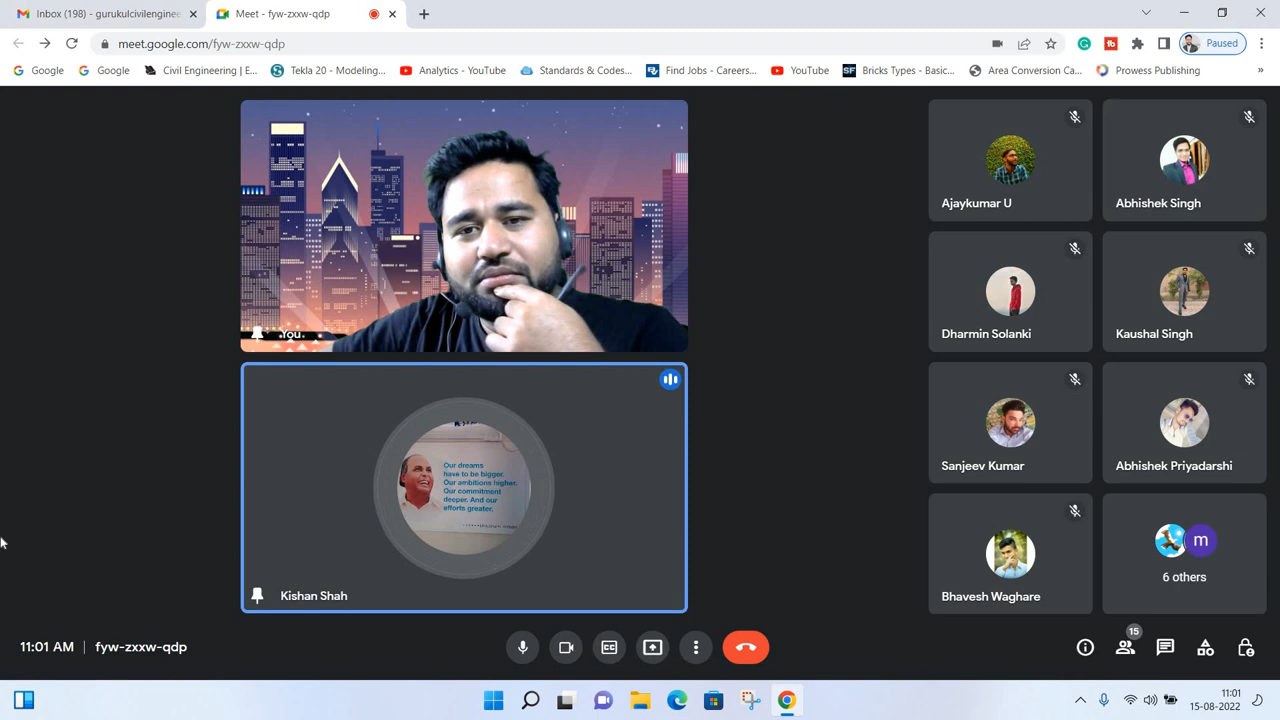 Inbox (198) - gurukulcivilenginee
Meet - fyw-zxxw-qdp
meet.google.com/fyw-zxxw-qdp
Paused
Google
Google
Civil Engineering | E...
Tekla 20 - Modeling...
Analytics - YouTube
Standards & Codes...
Find Jobs - Careers...
YouTube
SF
Bricks Types - Basic...
Area Conversion Ca...
Prowess Publishing
»
You
Our dreams
have to be bigger.
Our ambitions higher.
Our commitment
deeper. And our
efforts greater.
Kishan Shah
Ajaykumar U
Abhishek Singh
Dharmin Solanki
Kaushal Singh
Sanjeev Kumar
Abhishek Priyadarshi
Bhavesh Waghare
m
6 others
11:01 AM | fyw-zxxw-qdp
CC
15
11:01
15-08-2022